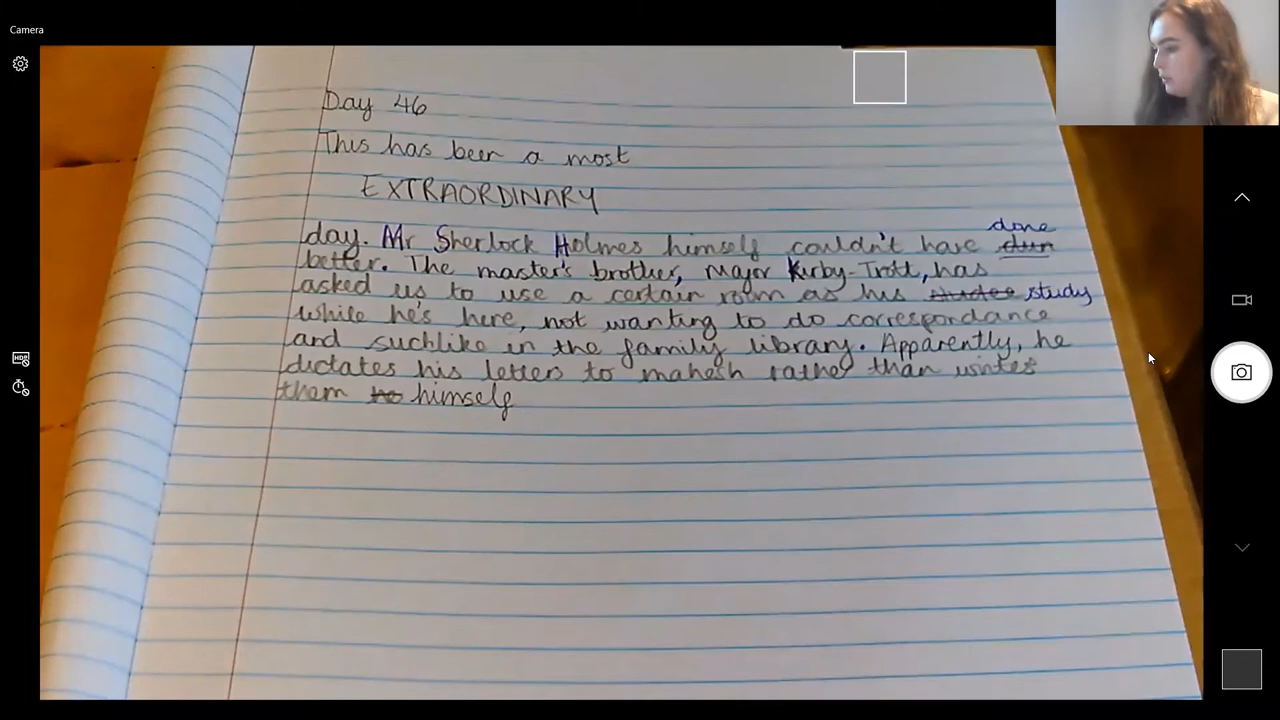 Camera
Day 46
This has been a most
EXTRAORDINARY
done
day. Mr Sherlock Holmes himself couldn't have dun
better. The master's brother, Major Kirby-Trott, has
asked us to use a certain room as his studee study
while he's here, not wanting to do correspondance
and suchlike in the family library. Apparently, he
dictates his letters to mahesh rather than writes
them to himself
HDR